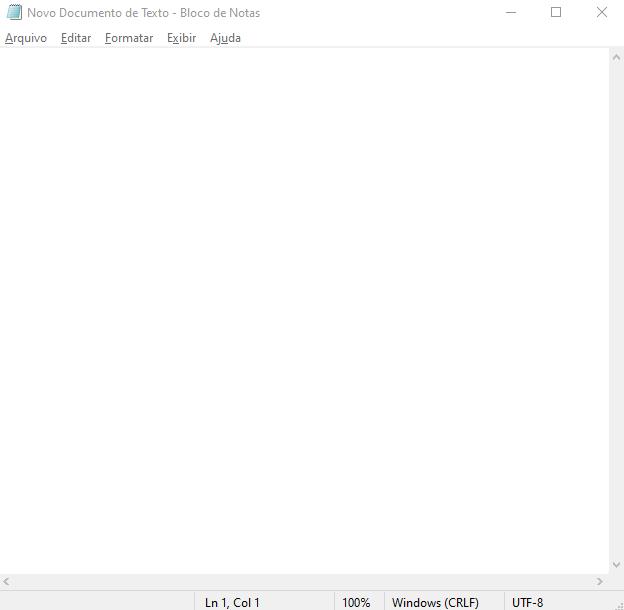 Novo Documento de Texto - Bloco de Notas
Arquivo Editar Formatar Exibir Ajuda
Ln 1, Col 1 100% Windows (CRLF) UTF-8